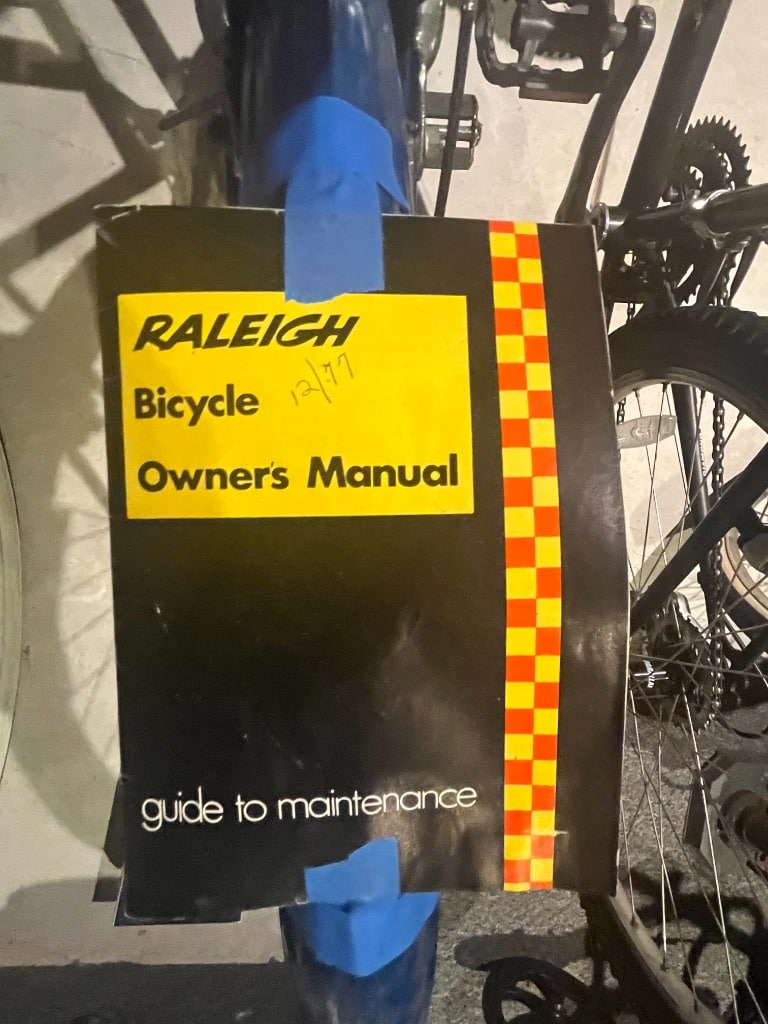 RALEIGH
12/77
Bicycle
Owner's Manual
guide to maintenance